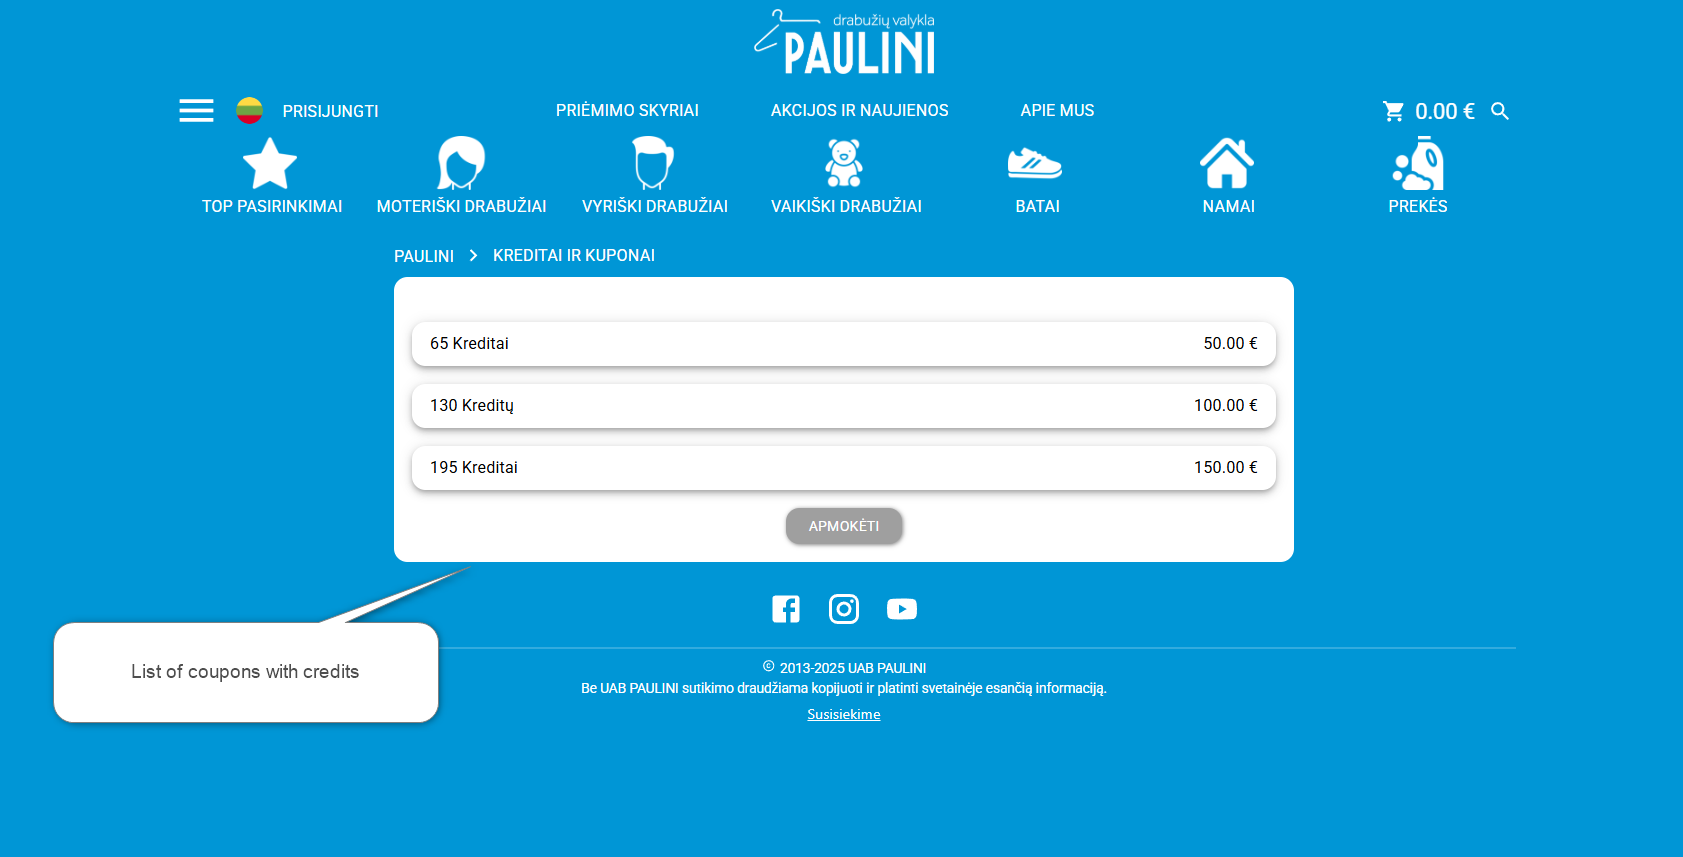 drabužių valykla
PAULINI
PRISIJUNGTI
PRIĖMIMO SKYRIAI
AKCIJOS IR NAUJIENOS
APIE MUS
0.00 €
TOP PASIRINKIMAI
MOTERIŠKI DRABUŽIAI
VYRIŠKI DRABUŽIAI
VAIKIŠKI DRABUŽIAI
BATAI
NAMAI
PREKĖS
PAULINI > KREDITAI IR KUPONAI
65 Kreditai 50.00 €
130 Kreditų 100.00 €
195 Kreditai 150.00 €
APMOKĖTI
List of coupons with credits
© 2013-2025 UAB PAULINI
Be UAB PAULINI sutikimo draudžiama kopijuoti ir platinti svetainėje esančią informaciją.
Susisiekime